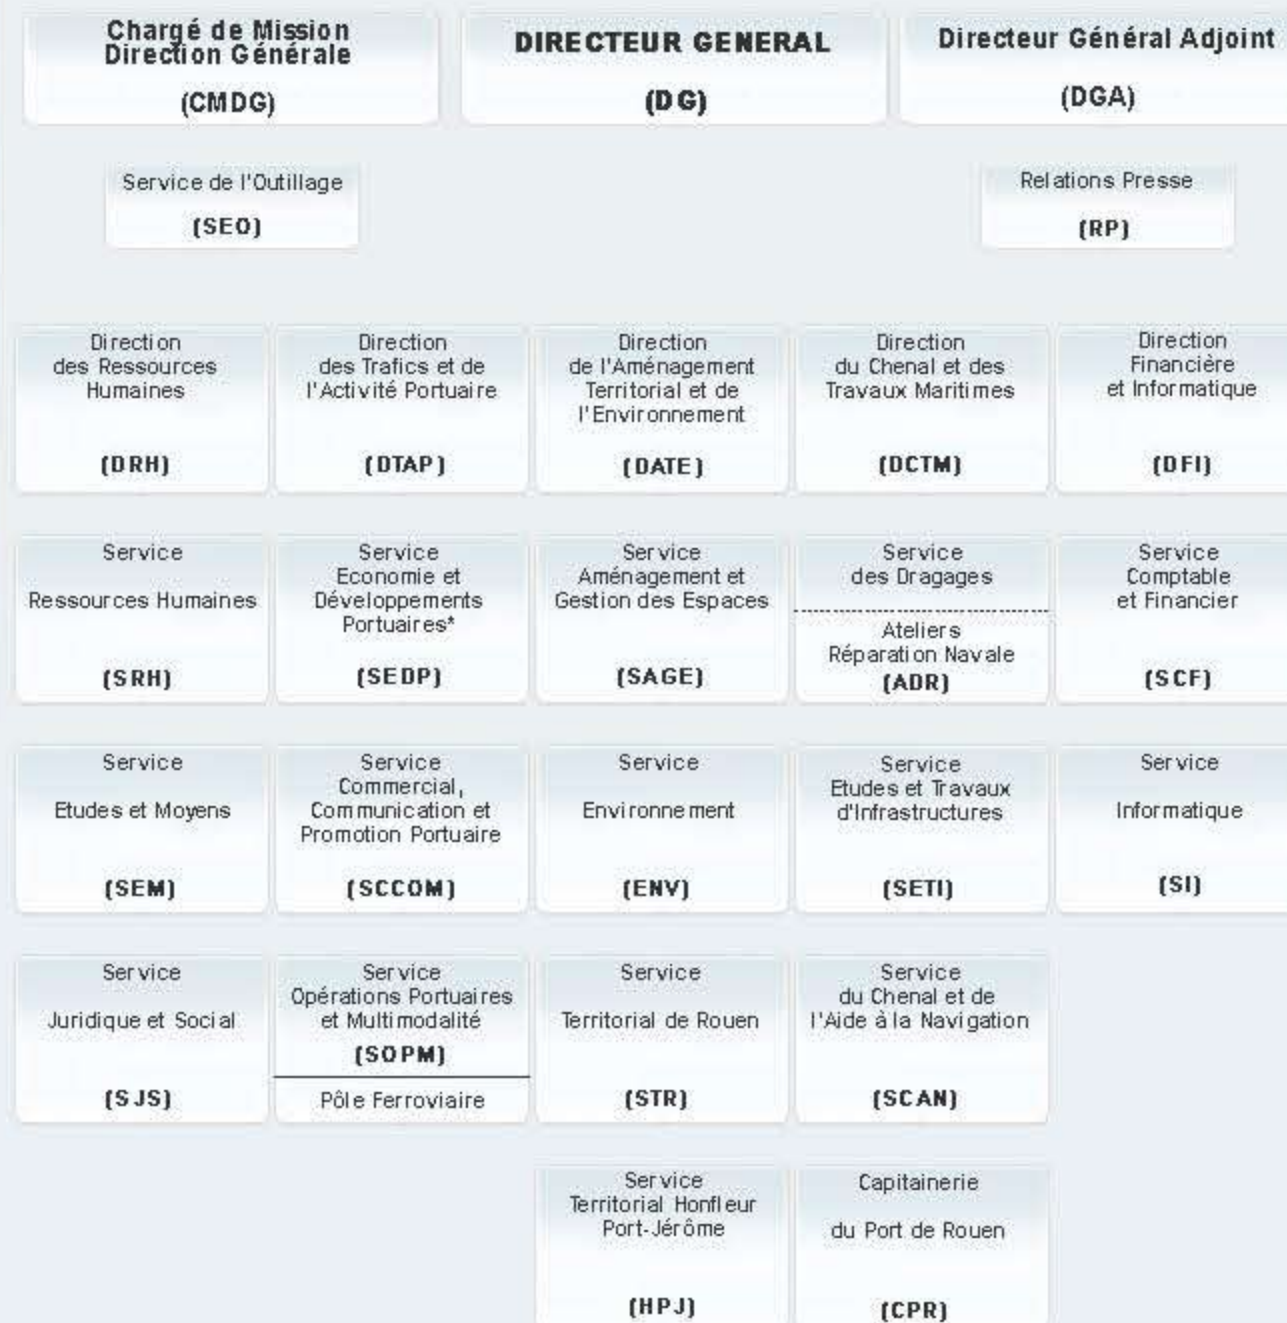 Chargé de Mission
Direction Générale
(CMDG)
DIRECTEUR GENERAL
(DG)
Directeur Général Adjoint
(DGA)
Service de l'Outillage
(SEO)
Relations Presse
(RP)
Direction
des Ressources
Humaines
(DRH)
Direction
des Trafics et de
l'Activité Portuaire
(DTAP)
Direction
de l'Aménagement
Territorial et de
l'Environnement
(DATE)
Direction
du Chenal et des
Travaux Maritimes
(DCTM)
Direction
Financière
et Informatique
(DFI)
Service
Ressources Humaines
(SRH)
Service
Economie et
Développements
Portuaires*
(SEDP)
Service
Aménagement et
Gestion des Espaces
(SAGE)
Service
des Dragages
Ateliers
Réparation Navale
(ADR)
Service
Comptable
et Financier
(SCF)
Service
Etudes et Moyens
(SEM)
Service
Commercial,
Communication et
Promotion Portuaire
(SCCOM)
Service
Environnement
(ENV)
Service
Etudes et Travaux
d'Infrastructures
(SETI)
Service
Informatique
(SI)
Service
Juridique et Social
(SJS)
Service
Opérations Portuaires
et Multimodalité
(SOPM)
Pôle Ferroviaire
Service
Territorial de Rouen
(STR)
Service
du Chenal et de
l'Aide à la Navigation
(SCAN)
Service
Territorial Honfleur
Port-Jérôme
(HPJ)
Capitainerie
du Port de Rouen
(CPR)